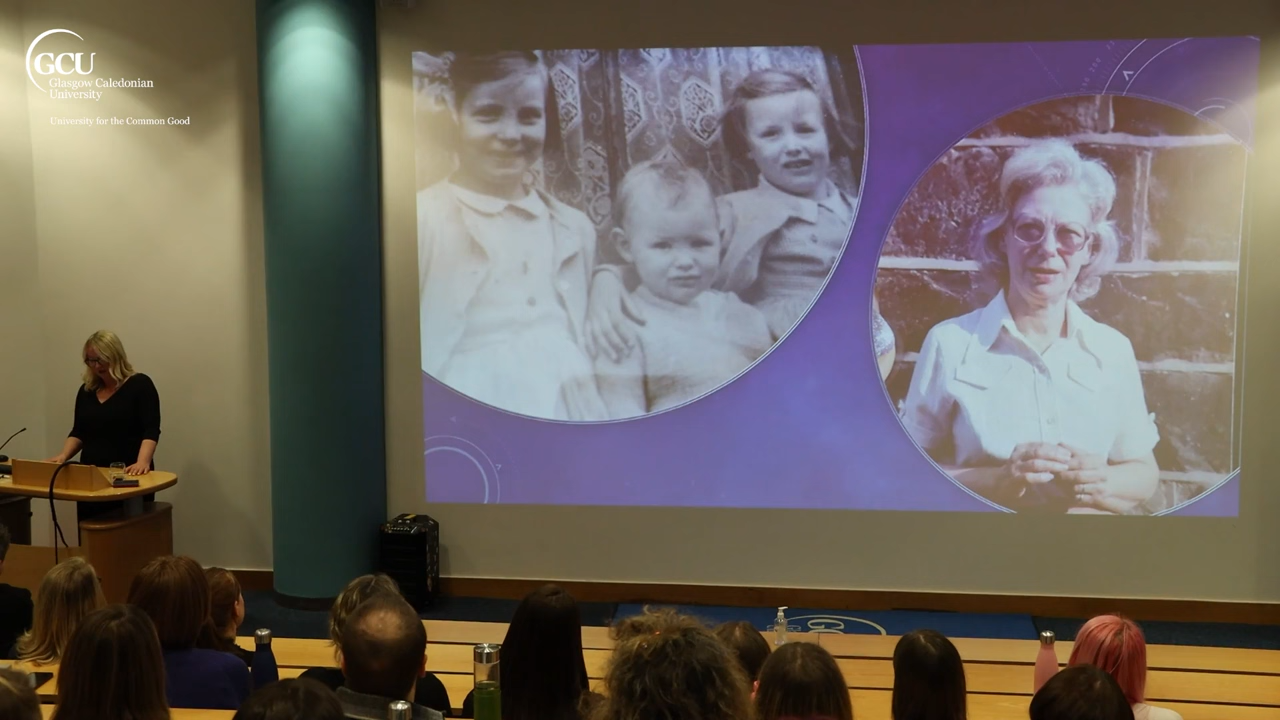 GCU
Glasgow Caledonian
University
University for the Common Good